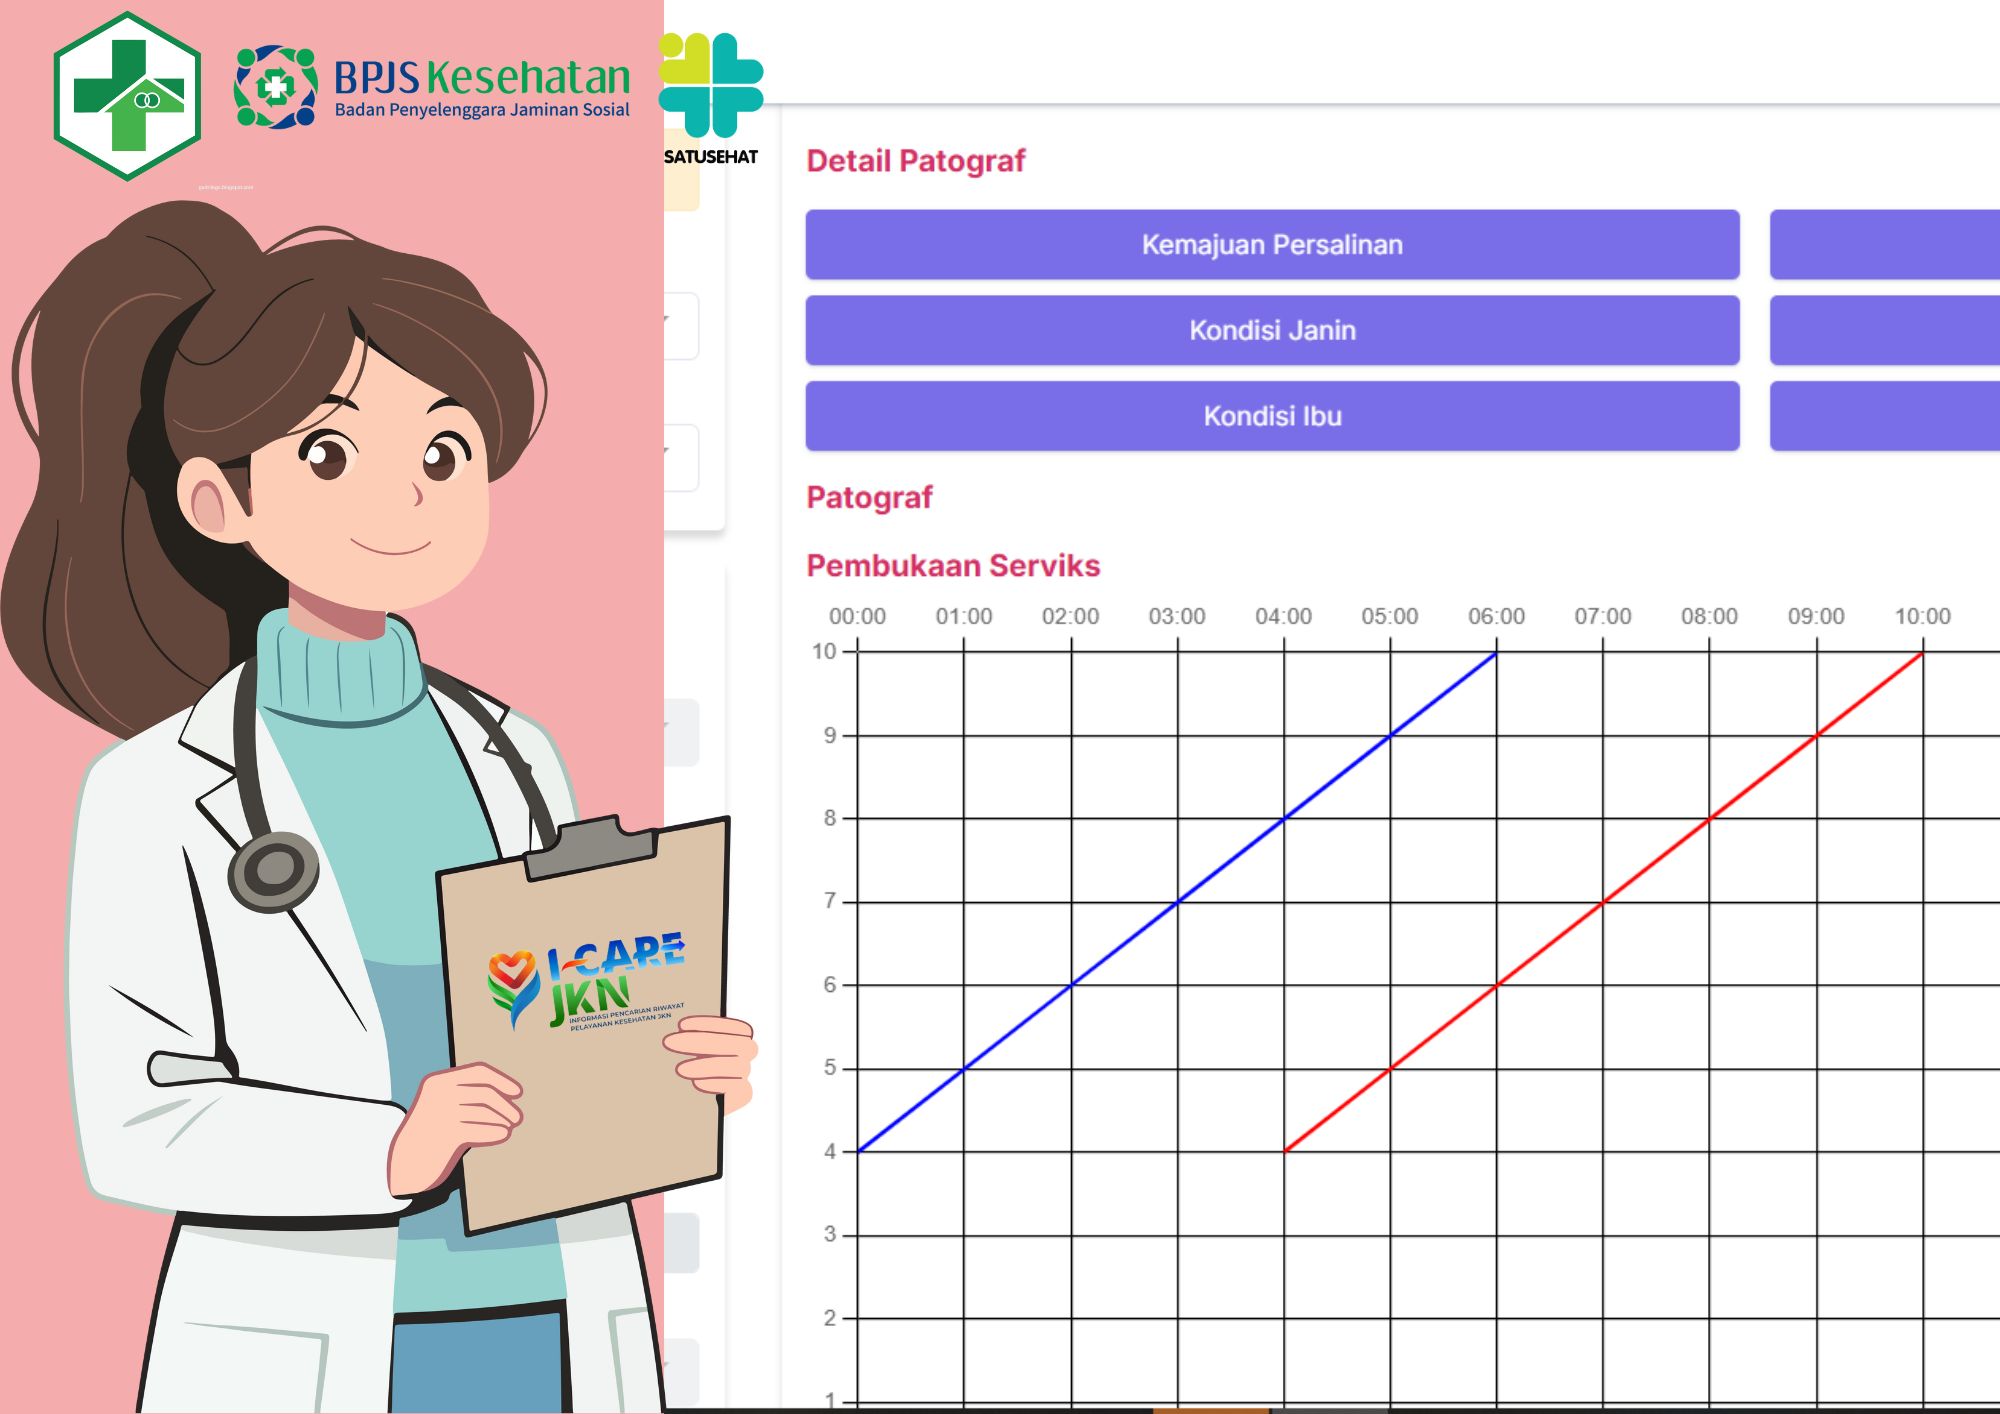 BPJS Kesehatan
Badan Penyelenggara Jaminan Sosial
SATUSEHAT
I-CARE
JKN
INFORMASI PENCARIAN RIWAYAT
PELAYANAN KESEHATAN JKN
Detail Patograf
Kemajuan Persalinan
Kondisi Janin
Kondisi Ibu
Patograf
Pembukaan Serviks
00:00 01:00 02:00 03:00 04:00 05:00 06:00 07:00 08:00 09:00 10:00
10
9
8
7
6
5
4
3
2
1